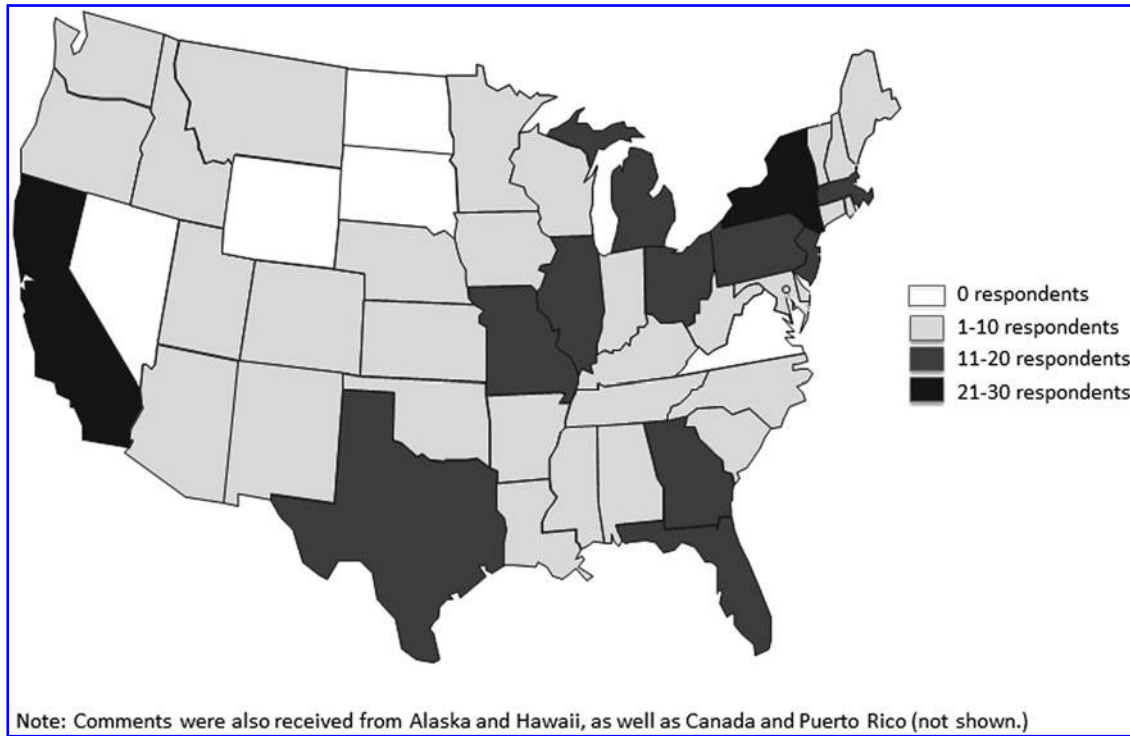 0 respondents
1-10 respondents
11-20 respondents
21-30 respondents
Note: Comments were also received from Alaska and Hawaii, as well as Canada and Puerto Rico (not shown.)